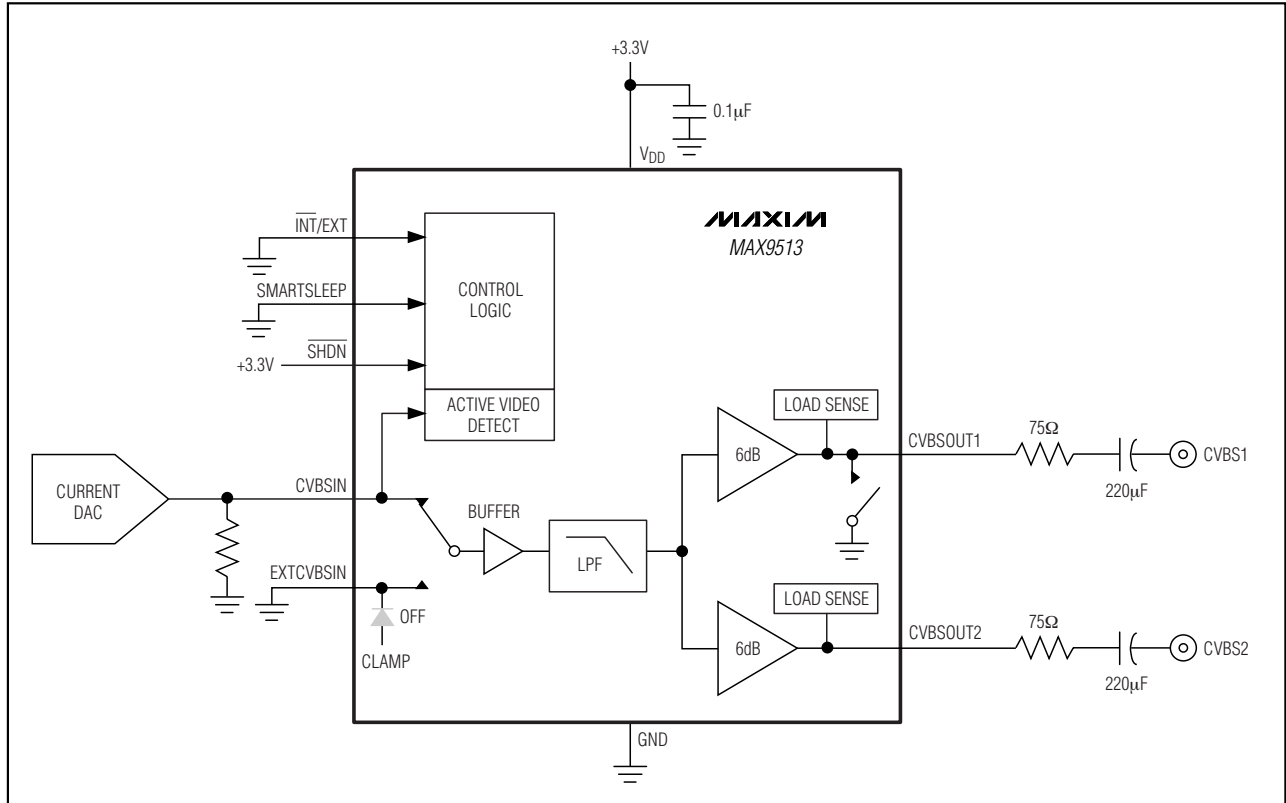 +3.3V
0.1µF
VDD
INT/EXT
SMARTSLEEP
SHDN
+3.3V
CONTROL
LOGIC
ACTIVE VIDEO
DETECT
MAXIM
MAX9513
CURRENT
DAC
CVBSIN
BUFFER
LPF
EXTCVBSIN
OFF
CLAMP
6dB
LOAD SENSE
CVBSOUT1
75Ω
220µF
CVBS1
6dB
LOAD SENSE
CVBSOUT2
75Ω
220µF
CVBS2
GND